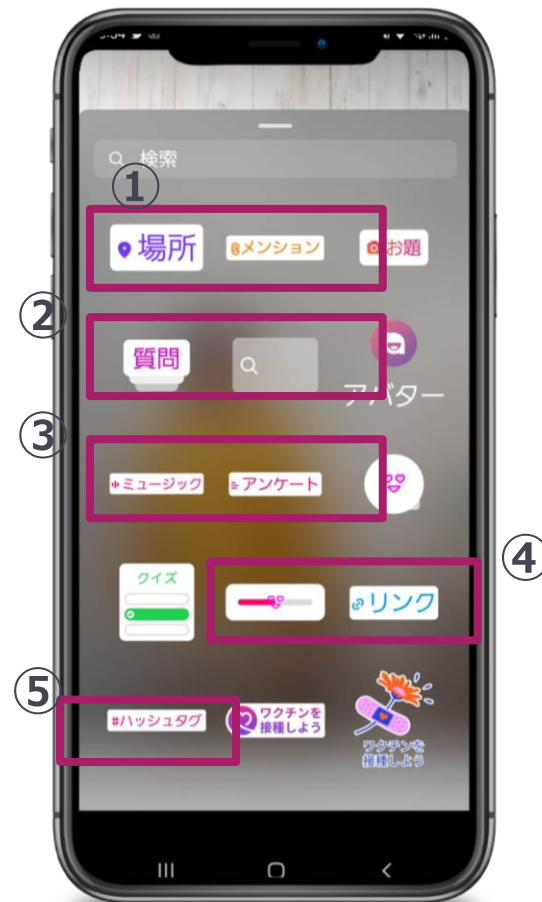 検索
①
場所
@メンション
お題
②
質問
アバター
③
ミュージック
アンケート
④
クイズ
リンク
⑤
#ハッシュタグ
ワクチンを
接種しよう
ワクチンを
接種しよう